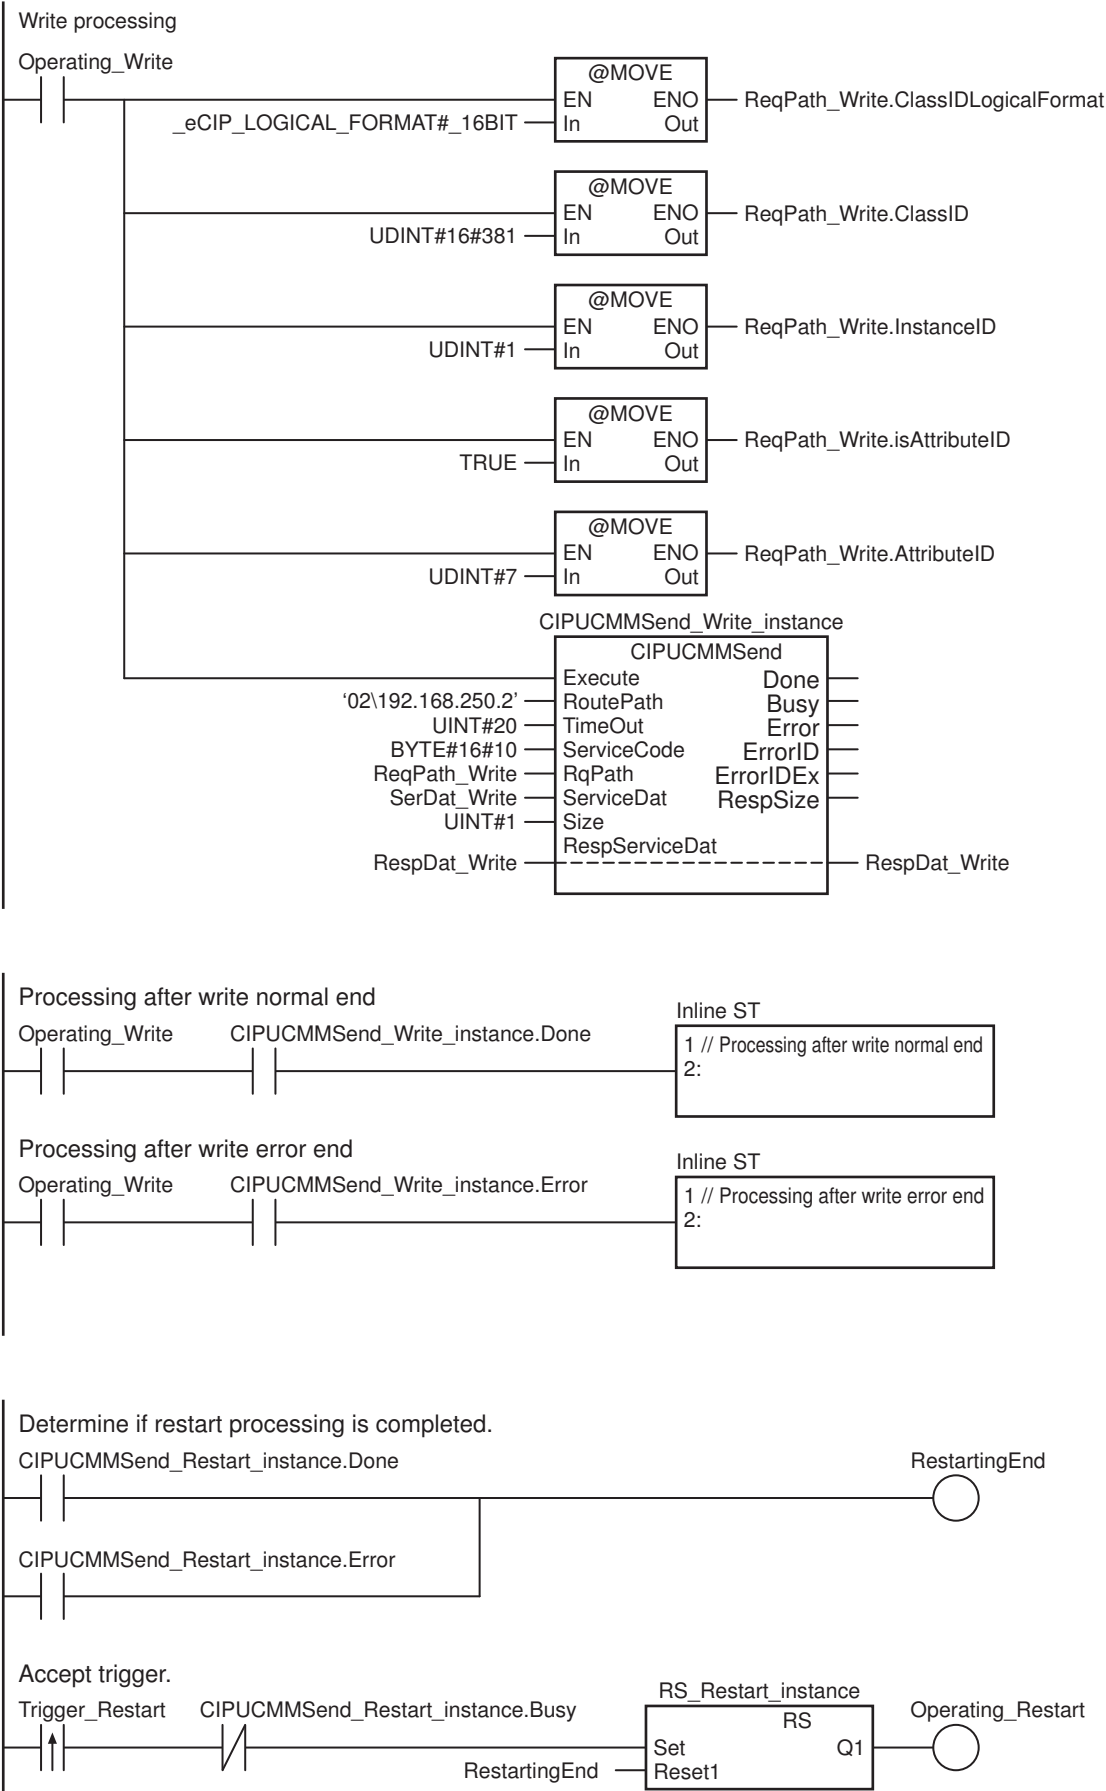 Write processing
Operating_Write
@MOVE
EN ENO ReqPath_Write.ClassIDLogicalFormat
_eCIP_LOGICAL_FORMAT#_16BIT In Out
@MOVE
EN ENO ReqPath_Write.ClassID
UDINT#16#381 In Out
@MOVE
EN ENO ReqPath_Write.InstanceID
UDINT#1 In Out
@MOVE
EN ENO ReqPath_Write.isAttributeID
TRUE In Out
@MOVE
EN ENO ReqPath_Write.AttributeID
UDINT#7 In Out
CIPUCMMSend_Write_instance
CIPUCMMSend
Execute Done
‘02\192.168.250.2’ RoutePath Busy
UINT#20 TimeOut Error
BYTE#16#10 ServiceCode ErrorID
ReqPath_Write RqPath ErrorIDEx
SerDat_Write ServiceDat RespSize
UINT#1 Size
RespServiceDat
RespDat_Write RespDat_Write
Processing after write normal end
Inline ST
Operating_Write CIPUCMMSend_Write_instance.Done
1 // Processing after write normal end
2:
Processing after write error end
Inline ST
Operating_Write CIPUCMMSend_Write_instance.Error
1 // Processing after write error end
2:
Determine if restart processing is completed.
CIPUCMMSend_Restart_instance.Done RestartingEnd
CIPUCMMSend_Restart_instance.Error
Accept trigger.
RS_Restart_instance
Trigger_Restart CIPUCMMSend_Restart_instance.Busy Operating_Restart
RS
Set Q1
RestartingEnd Reset1